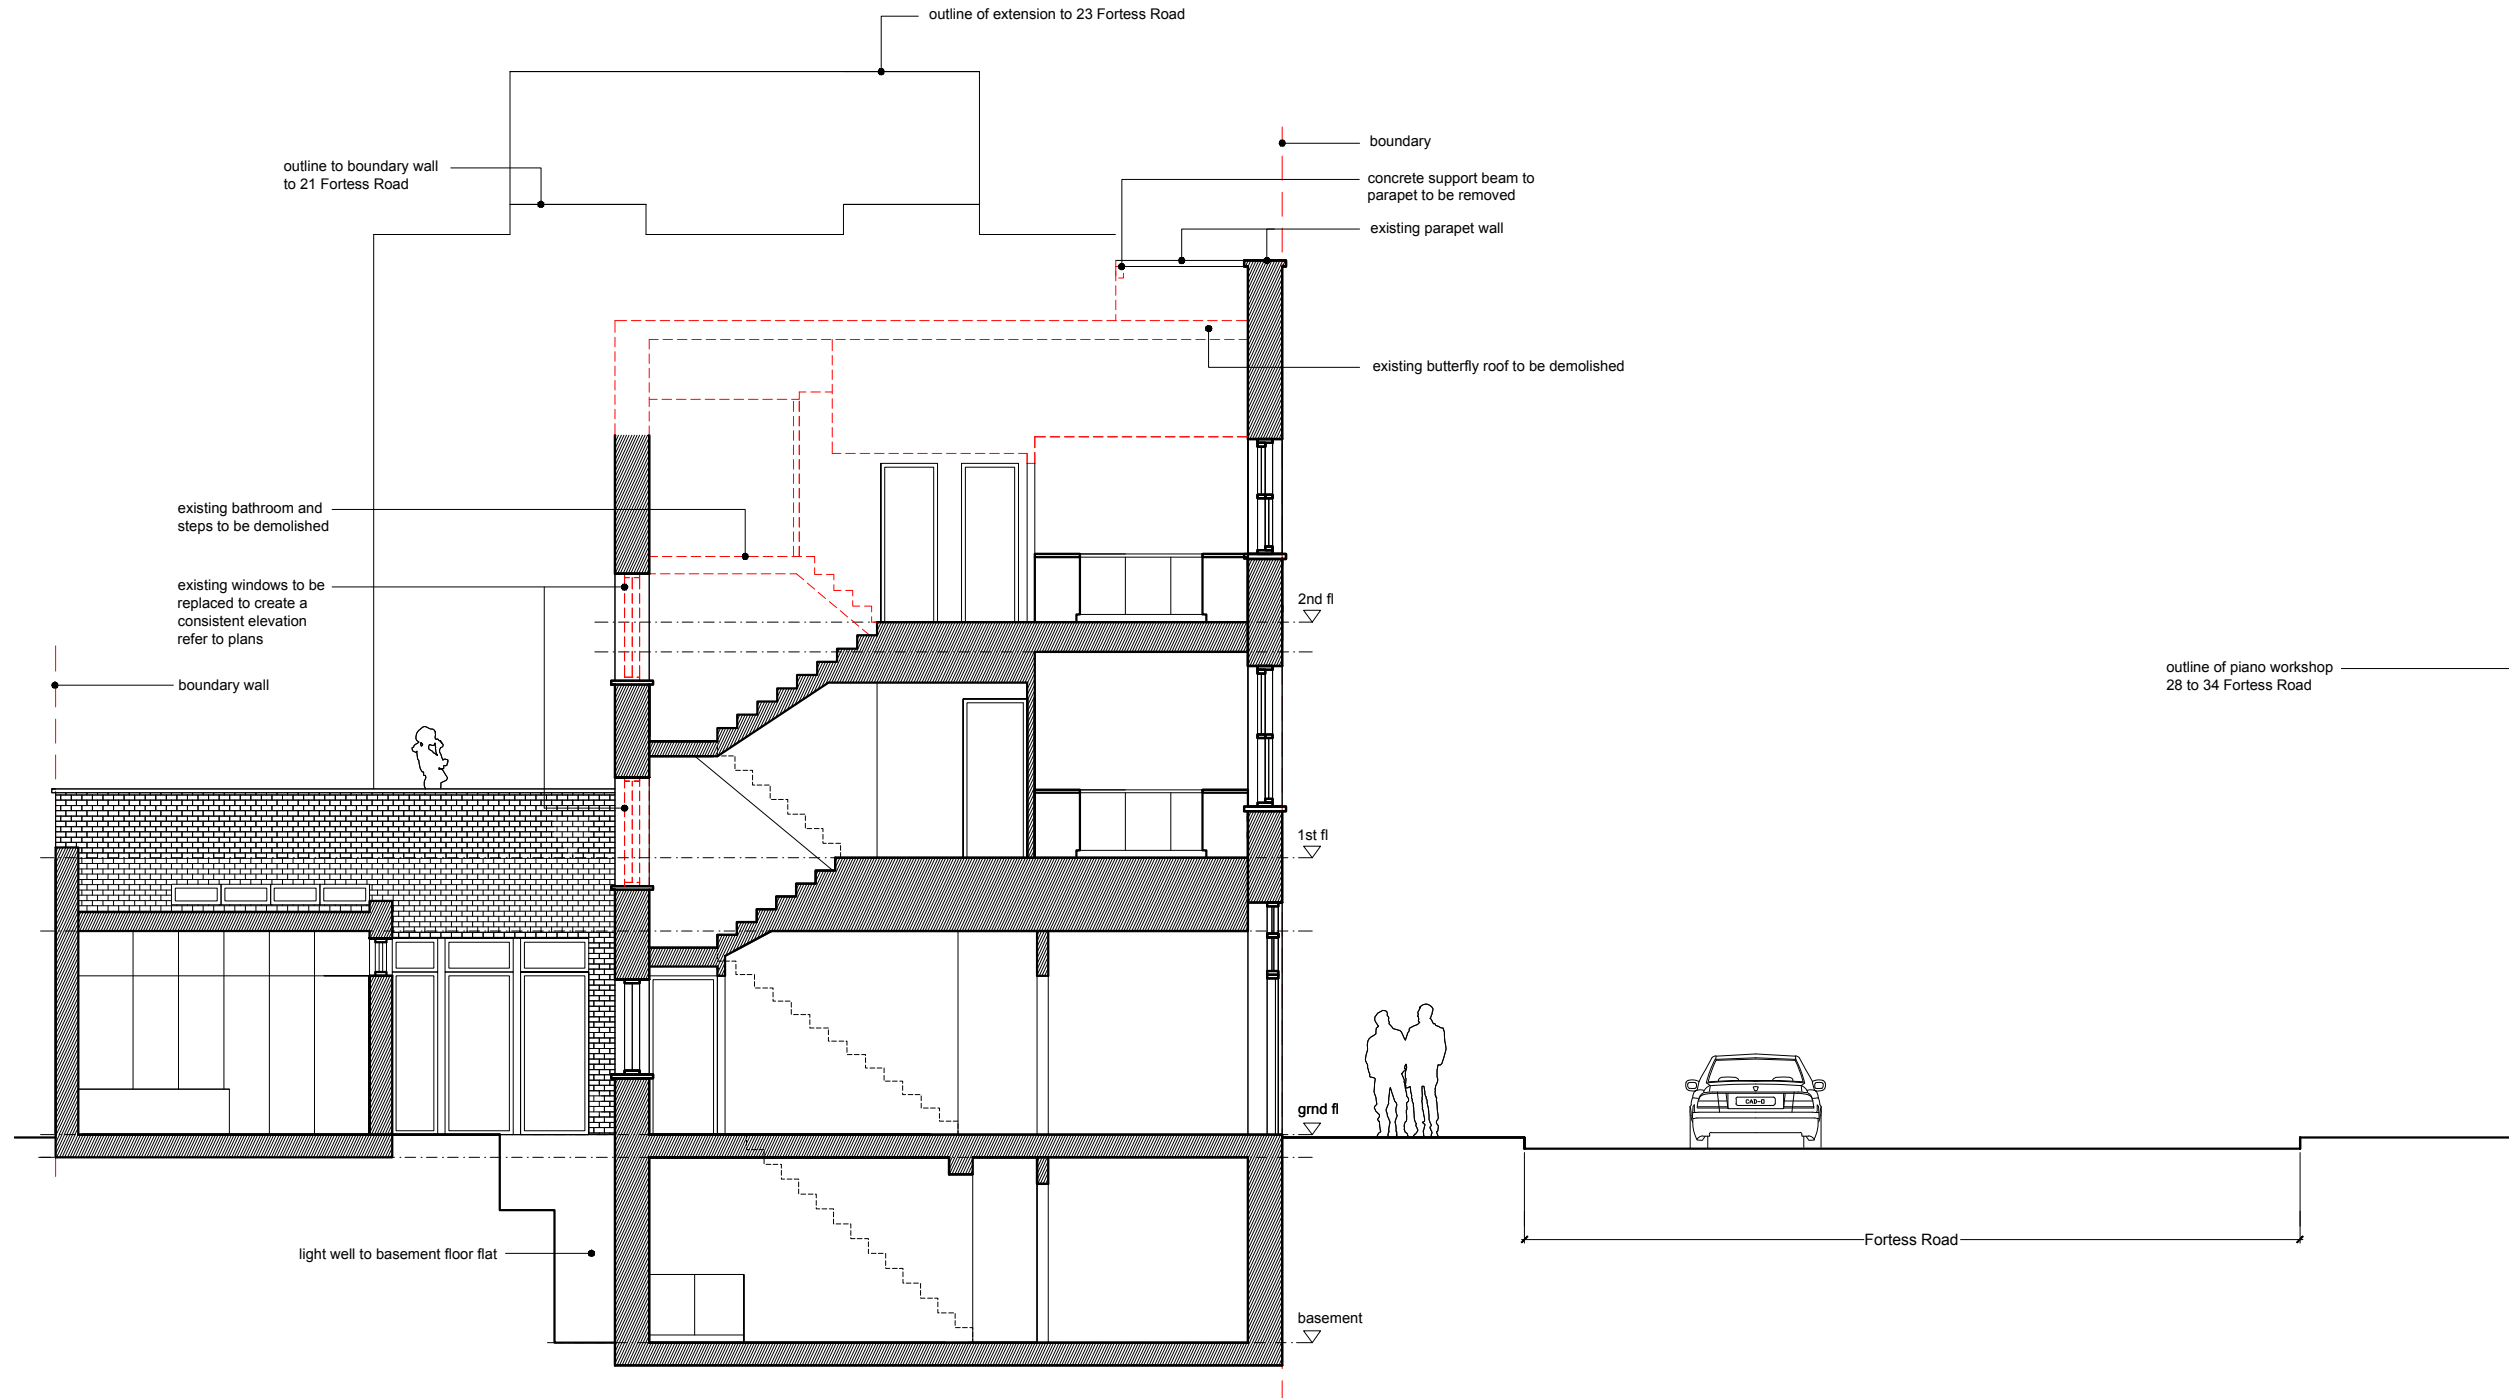 outline of extension to 23 Fortess Road
boundary
outline to boundary wall
to 21 Fortess Road
concrete support beam to
parapet to be removed
existing parapet wall
existing butterfly roof to be demolished
existing bathroom and
steps to be demolished
existing windows to be
replaced to create a
consistent elevation
refer to plans
2nd fl
boundary wall
outline of piano workshop
28 to 34 Fortess Road
1st fl
grnd fl
CAD-D
Fortess Road
light well to basement floor flat
basement